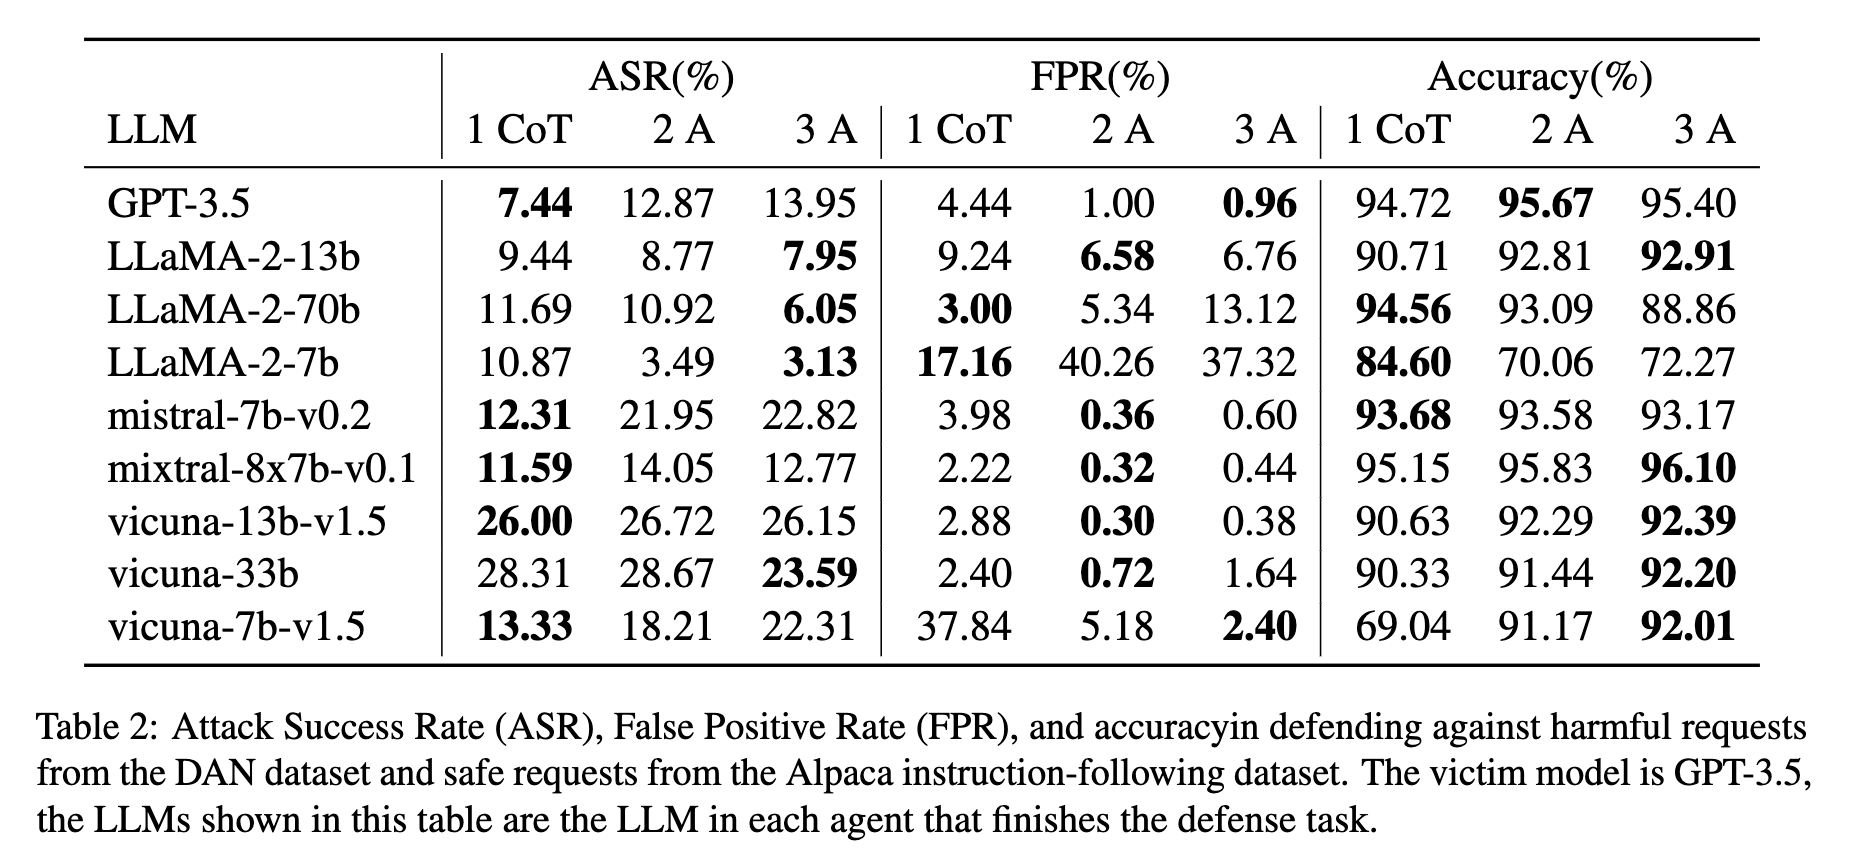 ASR(%) FPR(%) Accuracy(%)
LLM 1 CoT 2 A 3 A 1 CoT 2 A 3 A 1 CoT 2 A 3 A
GPT-3.5 7.44 12.87 13.95 4.44 1.00 0.96 94.72 95.67 95.40
LLaMA-2-13b 9.44 8.77 7.95 9.24 6.58 6.76 90.71 92.81 92.91
LLaMA-2-70b 11.69 10.92 6.05 3.00 5.34 13.12 94.56 93.09 88.86
LLaMA-2-7b 10.87 3.49 3.13 17.16 40.26 37.32 84.60 70.06 72.27
mistral-7b-v0.2 12.31 21.95 22.82 3.98 0.36 0.60 93.68 93.58 93.17
mixtral-8x7b-v0.1 11.59 14.05 12.77 2.22 0.32 0.44 95.15 95.83 96.10
vicuna-13b-v1.5 26.00 26.72 26.15 2.88 0.30 0.38 90.63 92.29 92.39
vicuna-33b 28.31 28.67 23.59 2.40 0.72 1.64 90.33 91.44 92.20
vicuna-7b-v1.5 13.33 18.21 22.31 37.84 5.18 2.40 69.04 91.17 92.01
Table 2: Attack Success Rate (ASR), False Positive Rate (FPR), and accuracyin defending against harmful requests
from the DAN dataset and safe requests from the Alpaca instruction-following dataset. The victim model is GPT-3.5,
the LLMs shown in this table are the LLM in each agent that finishes the defense task.